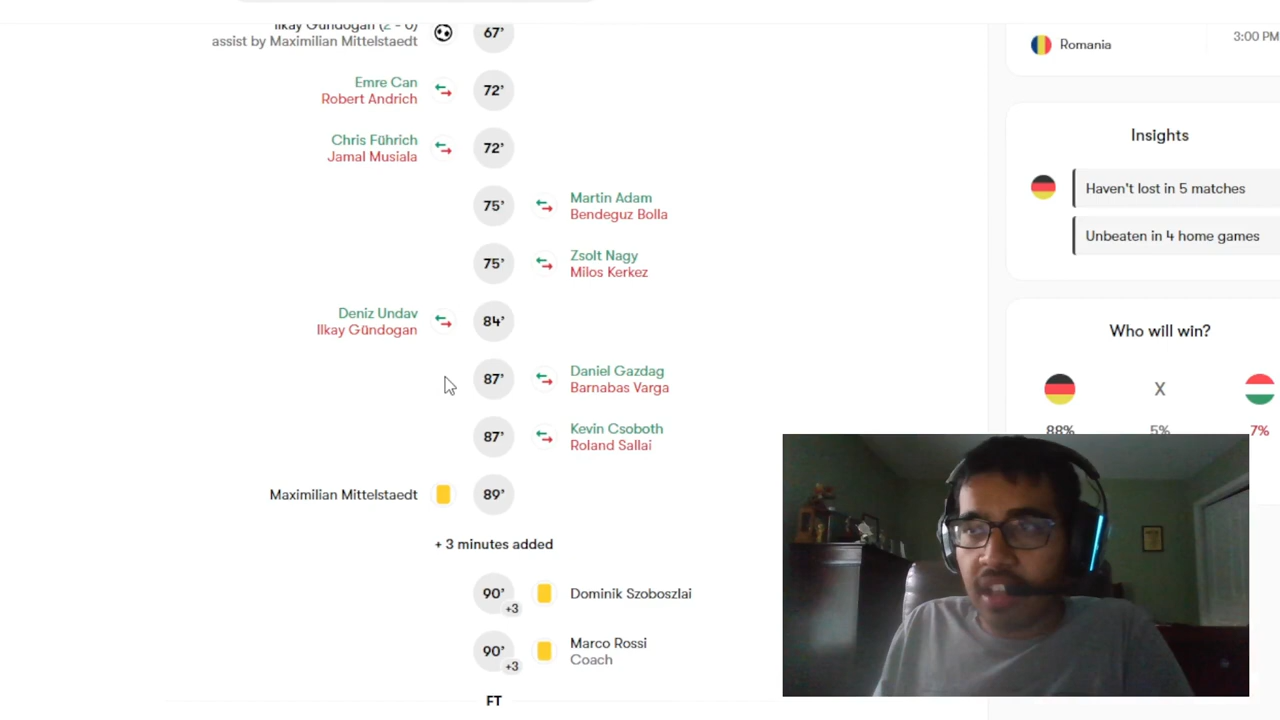 Ilkay Gündogan (2 - 0)
assist by Maximilian Mittelstaedt
67'
Emre Can
Robert Andrich
72'
Chris Führich
Jamal Musiala
72'
75'
Martin Adam
Bendeguz Bolla
75'
Zsolt Nagy
Milos Kerkez
Deniz Undav
Ilkay Gündogan
84'
87'
Daniel Gazdag
Barnabas Varga
87'
Kevin Csoboth
Roland Sallai
Maximilian Mittelstaedt
89'
+ 3 minutes added
90'
+3
Dominik Szoboszlai
90'
+3
Marco Rossi
Coach
FT
Romania
3:00 PM
Insights
Haven't lost in 5 matches
Unbeaten in 4 home games
Who will win?
X
88%
5%
7%